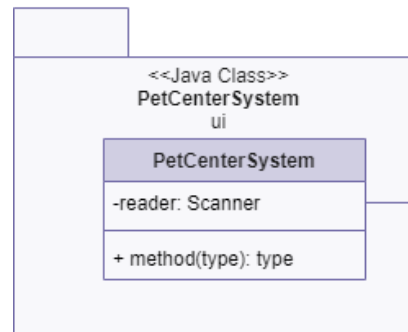 <<Java Class>>
PetCenterSystem
ui
PetCenterSystem
-reader: Scanner
+ method(type): type